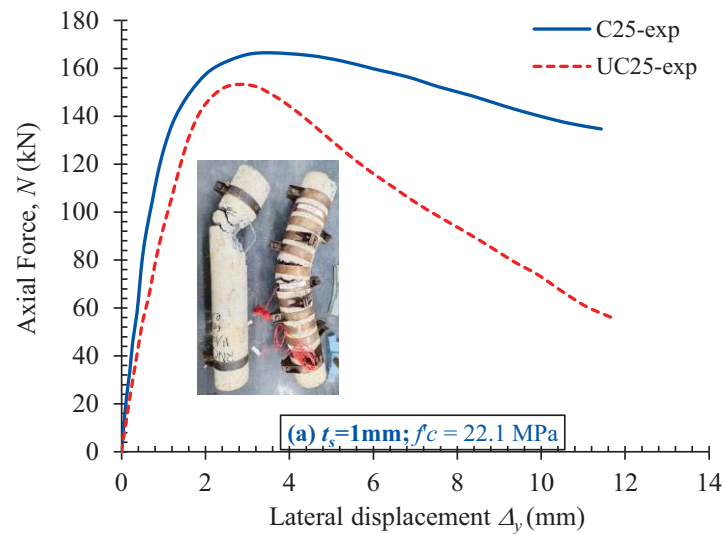 180
160
140
120
100
80
60
40
20
0
Axial Force, N (kN)
C25-exp
UC25-exp
(a) tₛ=1mm; f'c = 22.1 MPa
0 2 4 6 8 10 12 14
Lateral displacement Δᵧ (mm)